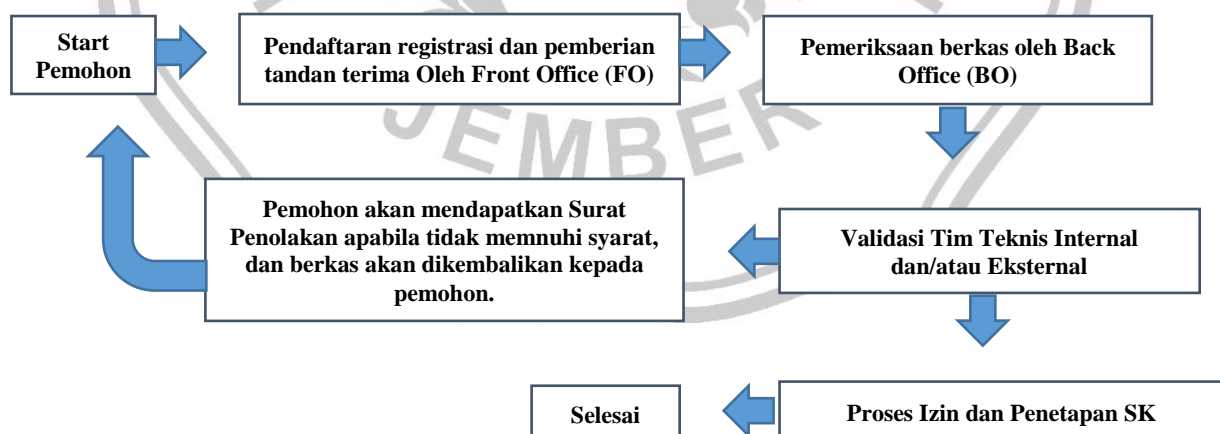 Start
Pemohon
Pendaftaran registrasi dan pemberian
tandan terima Oleh Front Office (FO)
Pemeriksaan berkas oleh Back
Office (BO)
JEMBER
Pemohon akan mendapatkan Surat
Penolakan apabila tidak memnuhi syarat,
dan berkas akan dikembalikan kepada
pemohon.
Validasi Tim Teknis Internal
dan/atau Eksternal
Selesai
Proses Izin dan Penetapan SK